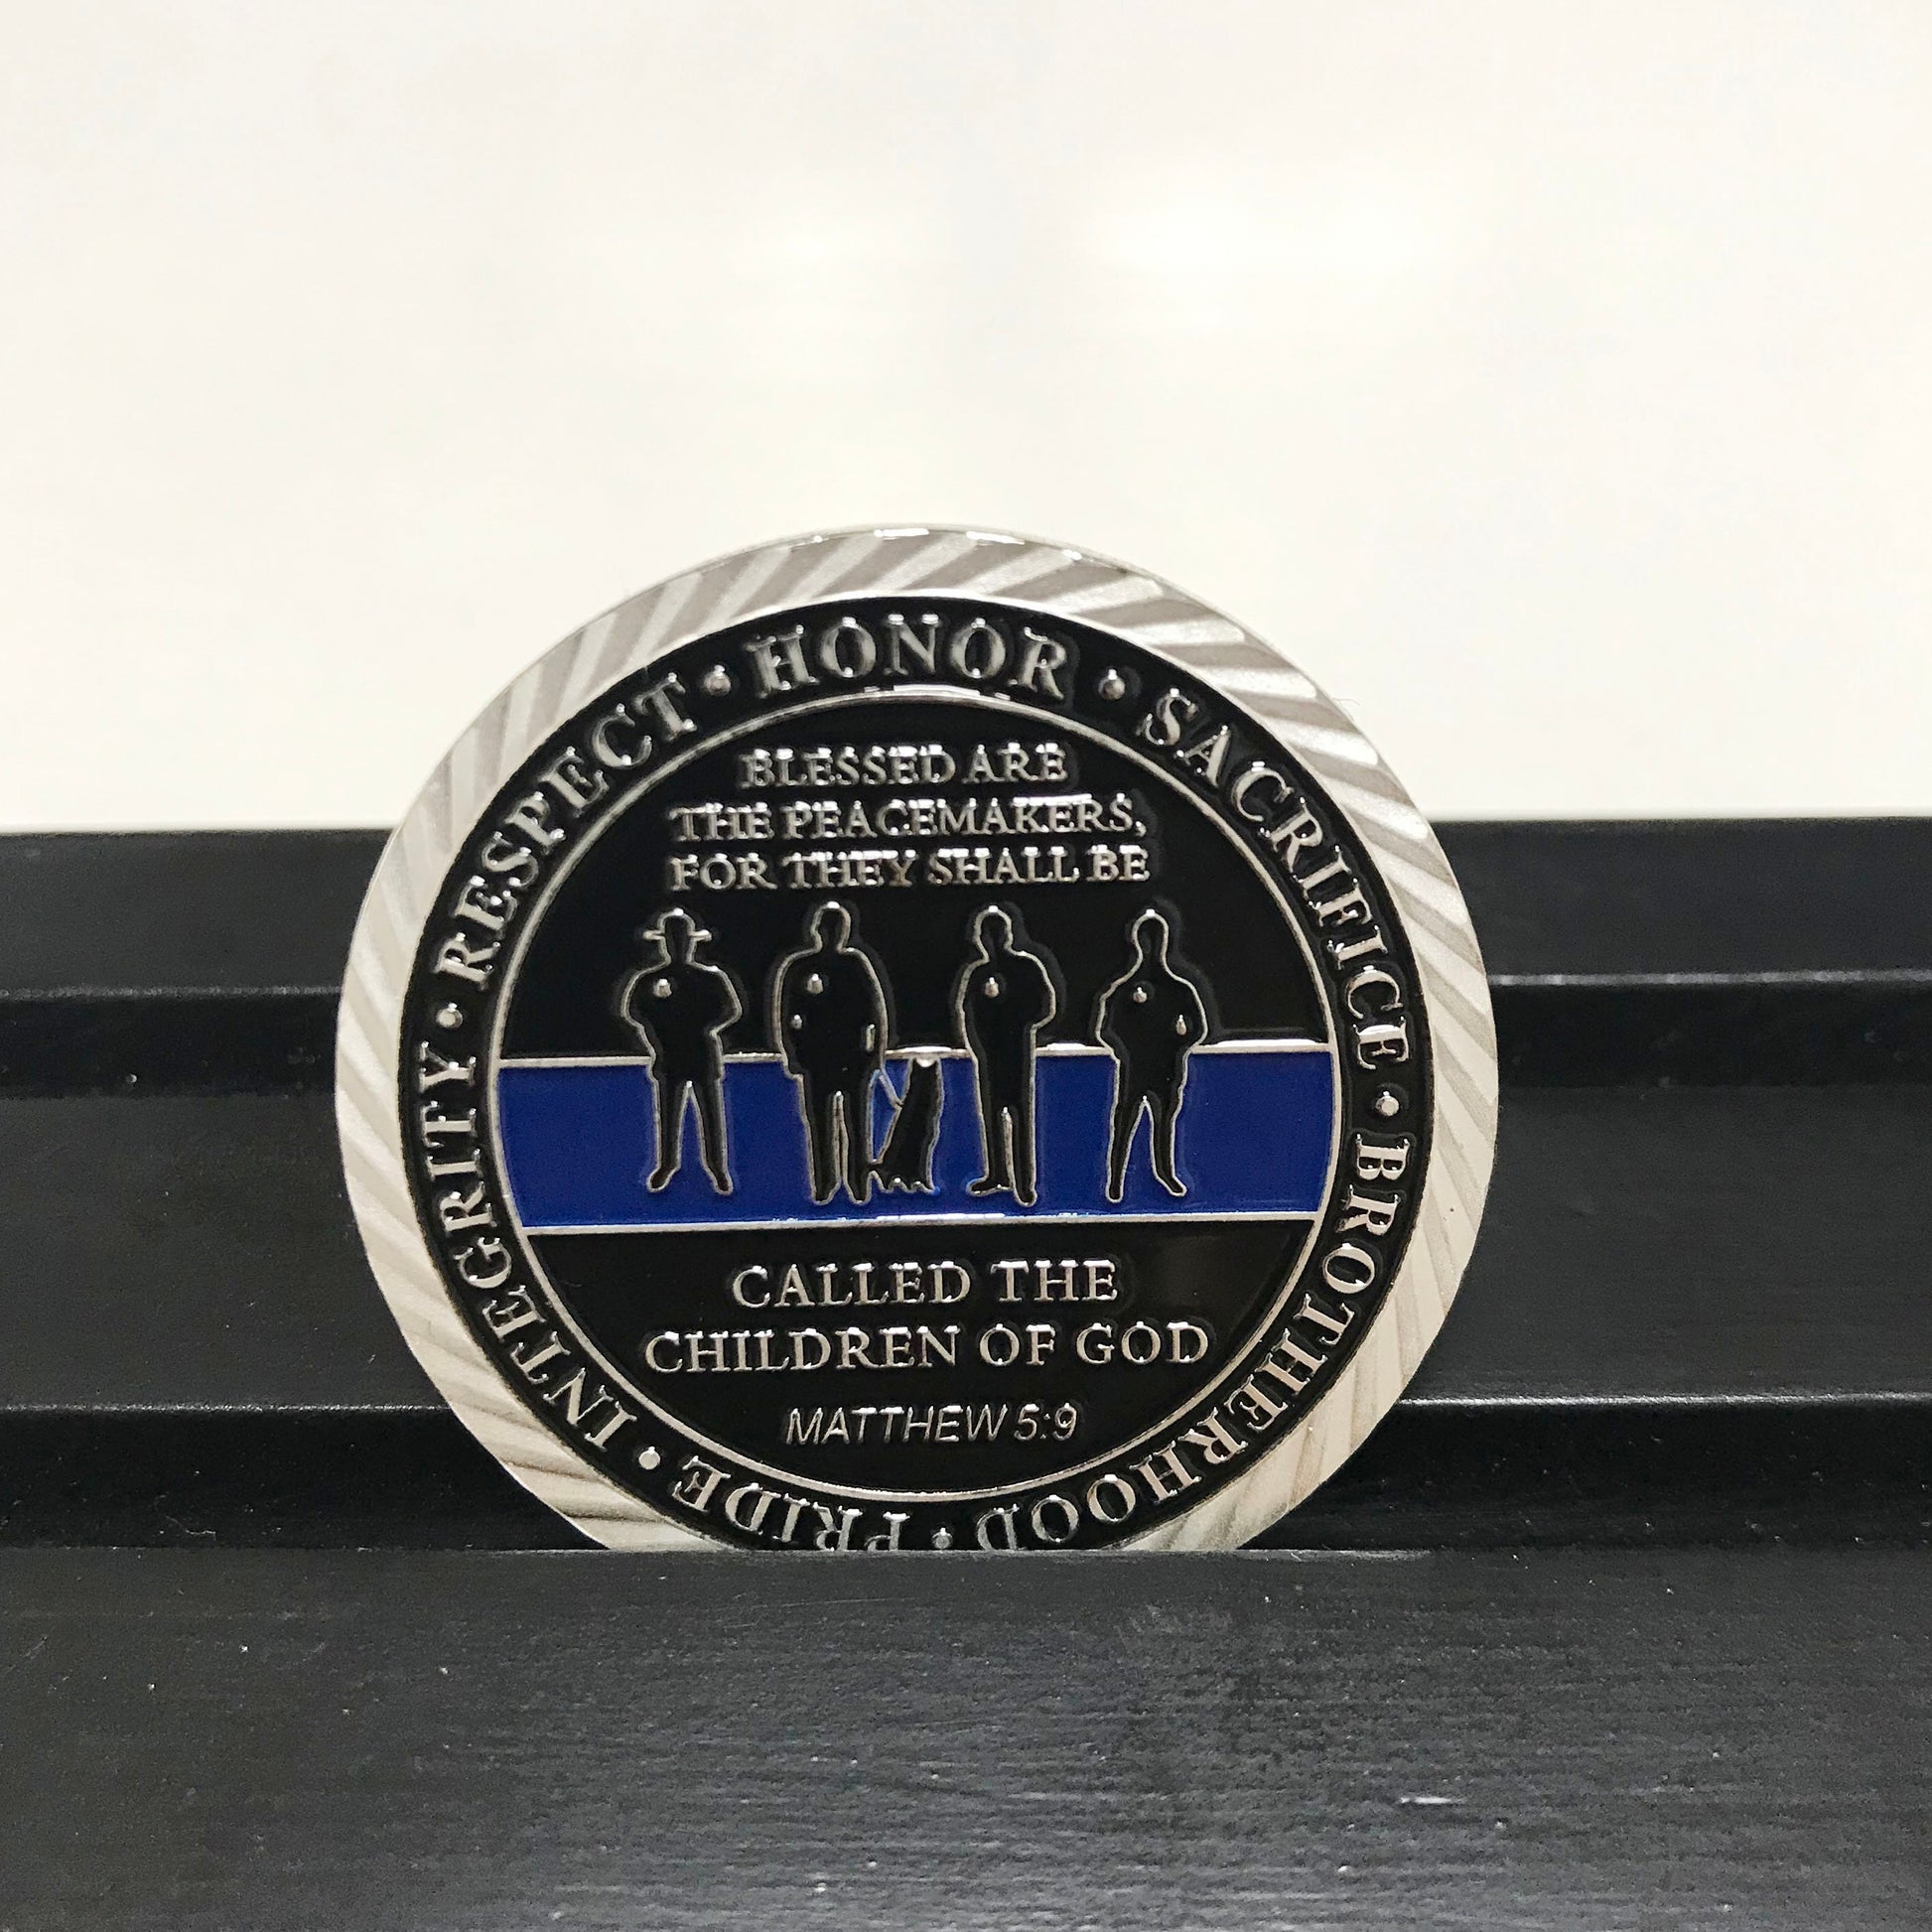 HONOR • SACRIFICE • BROTHERHOOD • PRIDE • INTEGRITY • RESPECT •
BLESSED ARE
THE PEACEMAKERS,
FOR THEY SHALL BE
CALLED THE
CHILDREN OF GOD
MATTHEW 5:9